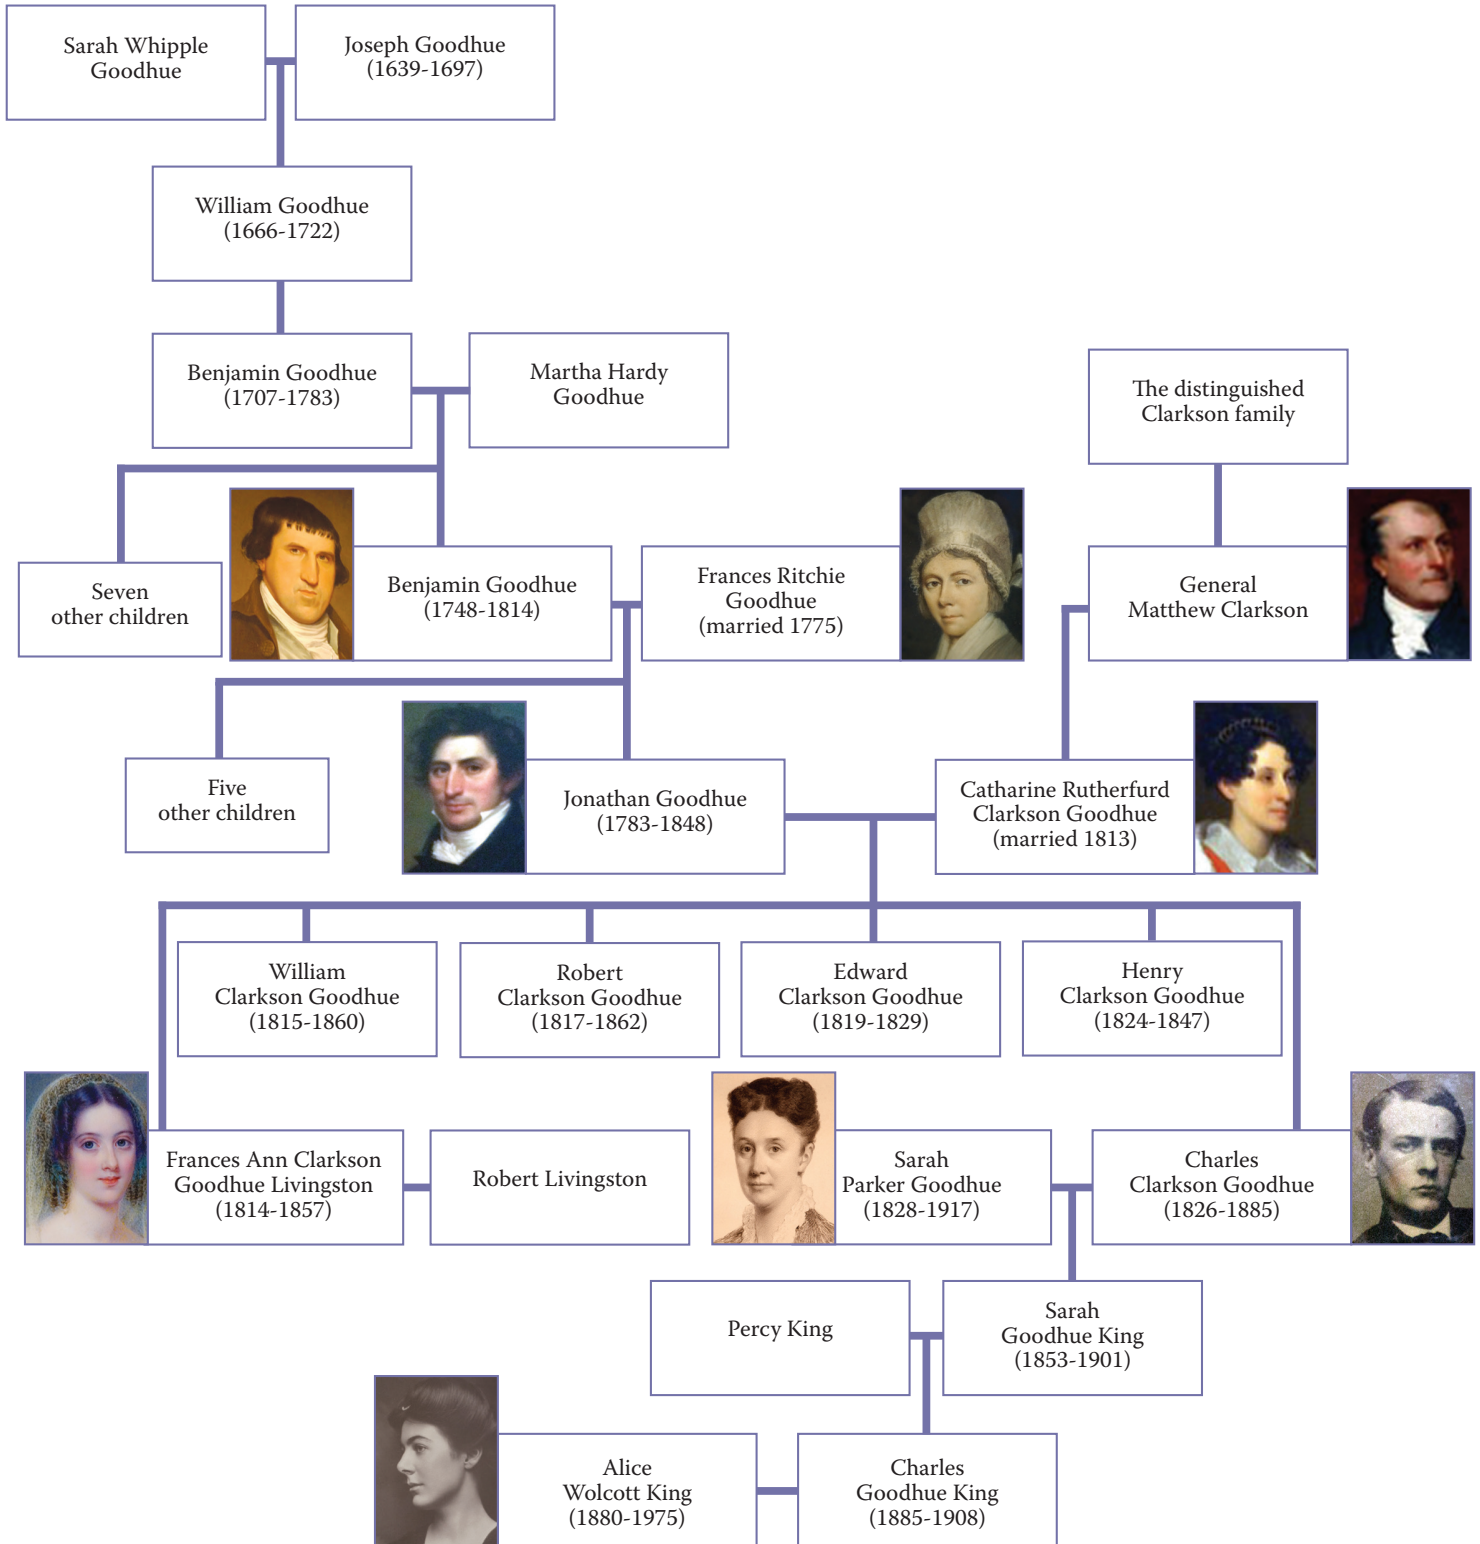 Sarah Whipple
Goodhue
Joseph Goodhue
(1639-1697)
William Goodhue
(1666-1722)
Benjamin Goodhue
(1707-1783)
Martha Hardy
Goodhue
The distinguished
Clarkson family
Seven
other children
Benjamin Goodhue
(1748-1814)
Frances Ritchie
Goodhue
(married 1775)
General
Matthew Clarkson
Five
other children
Jonathan Goodhue
(1783-1848)
Catharine Rutherfurd
Clarkson Goodhue
(married 1813)
William
Clarkson Goodhue
(1815-1860)
Robert
Clarkson Goodhue
(1817-1862)
Edward
Clarkson Goodhue
(1819-1829)
Henry
Clarkson Goodhue
(1824-1847)
Frances Ann Clarkson
Goodhue Livingston
(1814-1857)
Robert Livingston
Sarah
Parker Goodhue
(1828-1917)
Charles
Clarkson Goodhue
(1826-1885)
Percy King
Sarah
Goodhue King
(1853-1901)
Alice
Wolcott King
(1880-1975)
Charles
Goodhue King
(1885-1908)